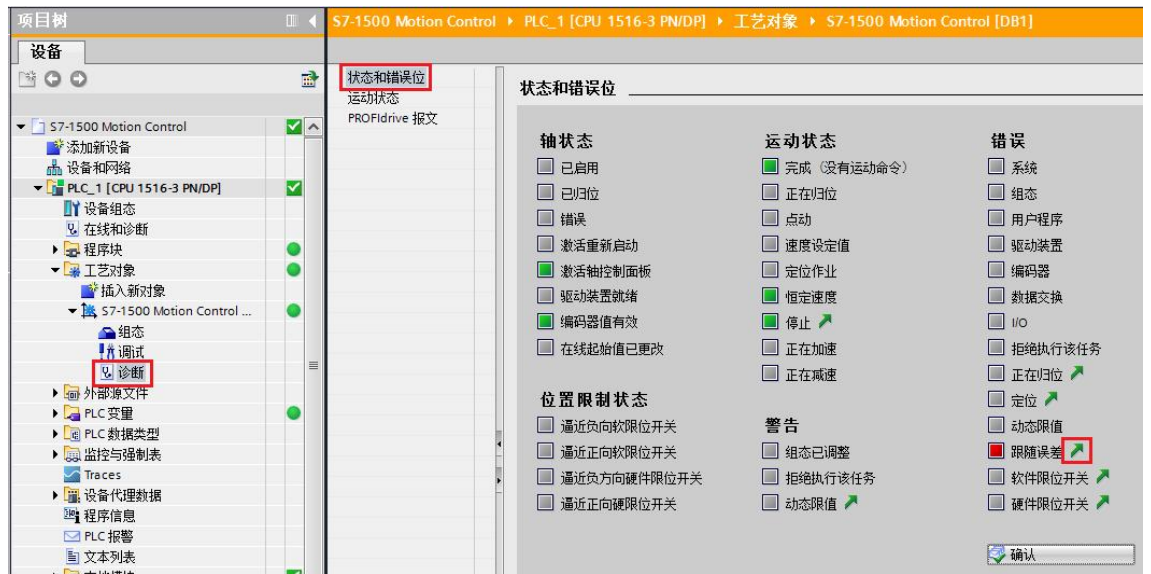 项目树
设备
S7-1500 Motion Control
添加新设备
设备和网络
PLC_1 [CPU 1516-3 PN/DP]
设备组态
在线和诊断
程序块
工艺对象
插入新对象
S7-1500 Motion Control ...
组态
调试
诊断
外部源文件
PLC 变量
PLC 数据类型
监控与强制表
Traces
设备代理数据
程序信息
PLC 报警
文本列表
S7-1500 Motion Control PLC_1 [CPU 1516-3 PN/DP] 工艺对象 S7-1500 Motion Control [DB1]
状态和错误位
运动状态
PROFIdrive 报文
状态和错误位
轴状态
已启用
已归位
错误
激活重新启动
激活轴控制面板
驱动装置就绪
编码器值有效
在线起始值已更改
位置限制状态
逼近负向软限位开关
逼近正向软限位开关
逼近负方向硬件限位开关
逼近正向硬限位开关
运动状态
完成（没有运动命令）
正在归位
点动
速度设定值
定位作业
恒定速度
停止
正在加速
正在减速
警告
组态已调整
拒绝执行该任务
动态限值
错误
系统
组态
用户程序
驱动装置
编码器
数据交换
I/O
拒绝执行该任务
正在归位
定位
动态限值
跟随误差
软件限位开关
硬件限位开关
确认